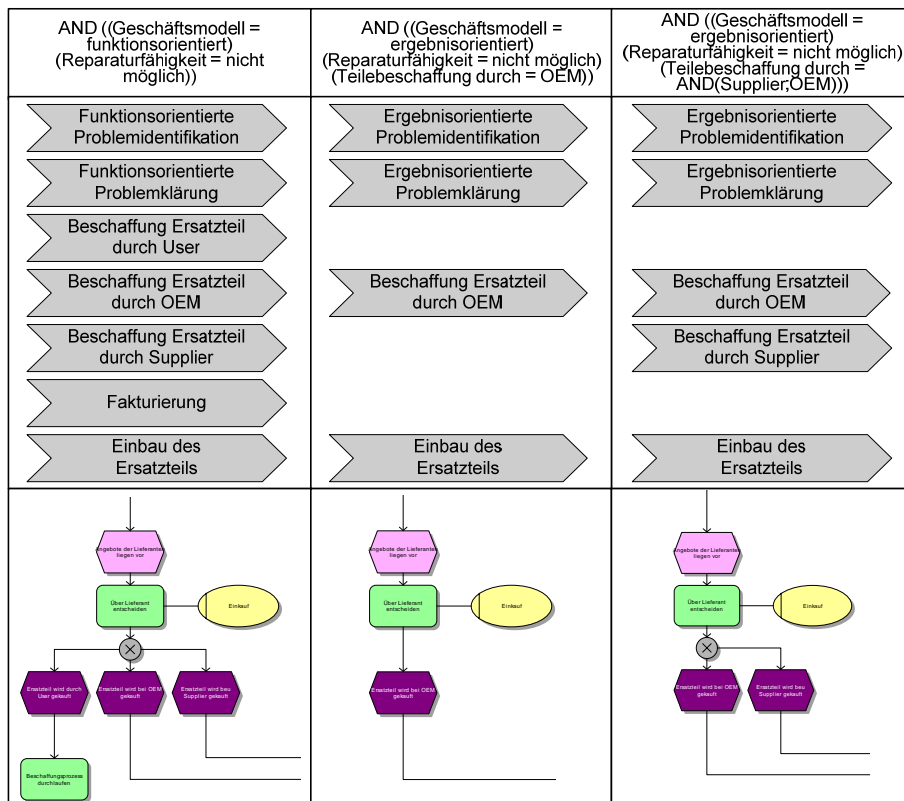 AND ((Geschäftsmodell =
funktionsorientiert)
(Reparaturfähigkeit = nicht
möglich))
AND ((Geschäftsmodell =
ergebnisorientiert)
(Reparaturfähigkeit = nicht möglich)
(Teilebeschaffung durch = OEM))
AND ((Geschäftsmodell =
ergebnisorientiert)
(Reparaturfähigkeit = nicht möglich)
(Teilebeschaffung durch =
AND(Supplier;OEM)))
Funktionsorientierte
Problemidentifikation
Ergebnisorientierte
Problemidentifikation
Ergebnisorientierte
Problemidentifikation
Funktionsorientierte
Problemklärung
Ergebnisorientierte
Problemklärung
Ergebnisorientierte
Problemklärung
Beschaffung Ersatzteil
durch User
Beschaffung Ersatzteil
durch OEM
Beschaffung Ersatzteil
durch OEM
Beschaffung Ersatzteil
durch OEM
Beschaffung Ersatzteil
durch Supplier
Beschaffung Ersatzteil
durch Supplier
Fakturierung
Einbau des
Ersatzteils
Einbau des
Ersatzteils
Einbau des
Ersatzteils
Angebote der Lieferanten
liegen vor
Über Lieferant
entscheiden
Einkauf
Ersatzteil wird durch
User gekauft
Ersatzteil wird bei OEM
gekauft
Ersatzteil wird beu
Supplier gekauft
Beschaffungsprozess
durchlaufen
Angebote der Lieferanten
liegen vor
Über Lieferant
entscheiden
Einkauf
Ersatzteil wird bei OEM
gekauft
Angebote der Lieferanten
liegen vor
Über Lieferant
entscheiden
Einkauf
Ersatzteil wird bei OEM
gekauft
Ersatzteil wird beu
Supplier gekauft